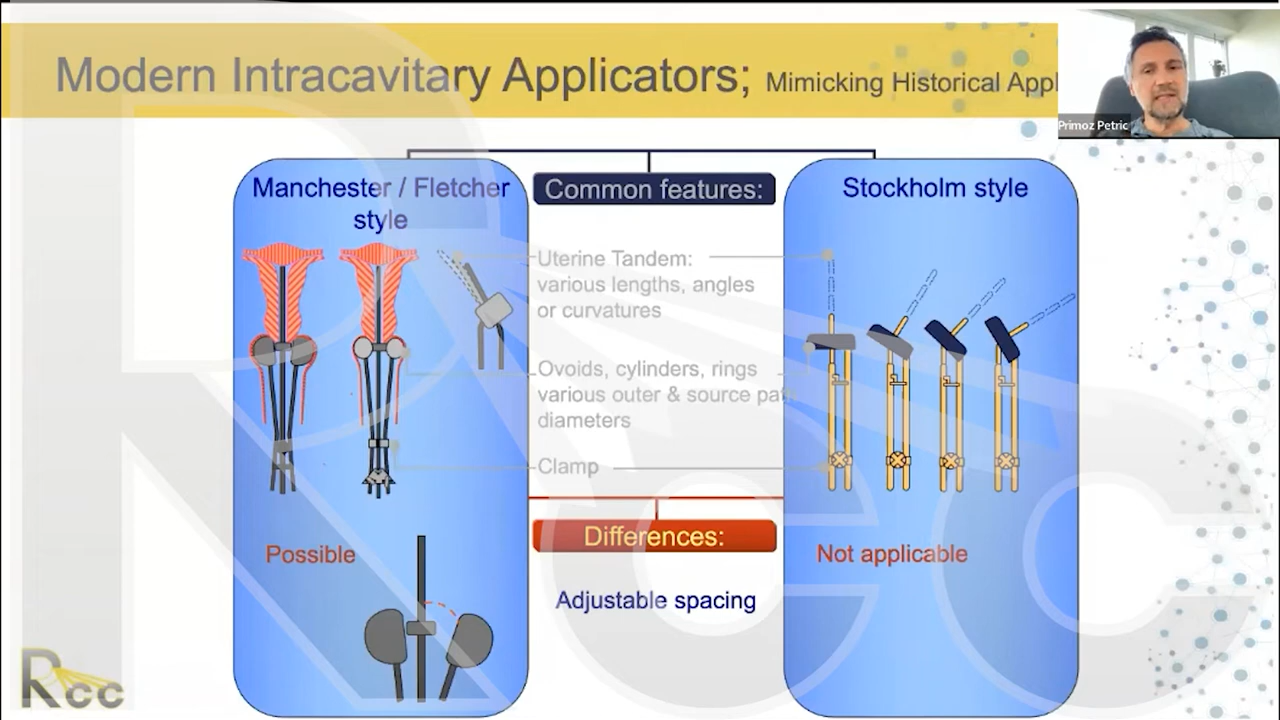 Modern Intracavitary Applicators; Mimicking Historical Appl
Primoz Petric
Manchester / Fletcher
style
Common features:
Stockholm style
Uterine Tandem:
various lengths, angles
or curvatures
Ovoids, cylinders, rings
various outer & source path
diameters
Clamp
Differences:
Possible
Not applicable
Adjustable spacing
Rcc